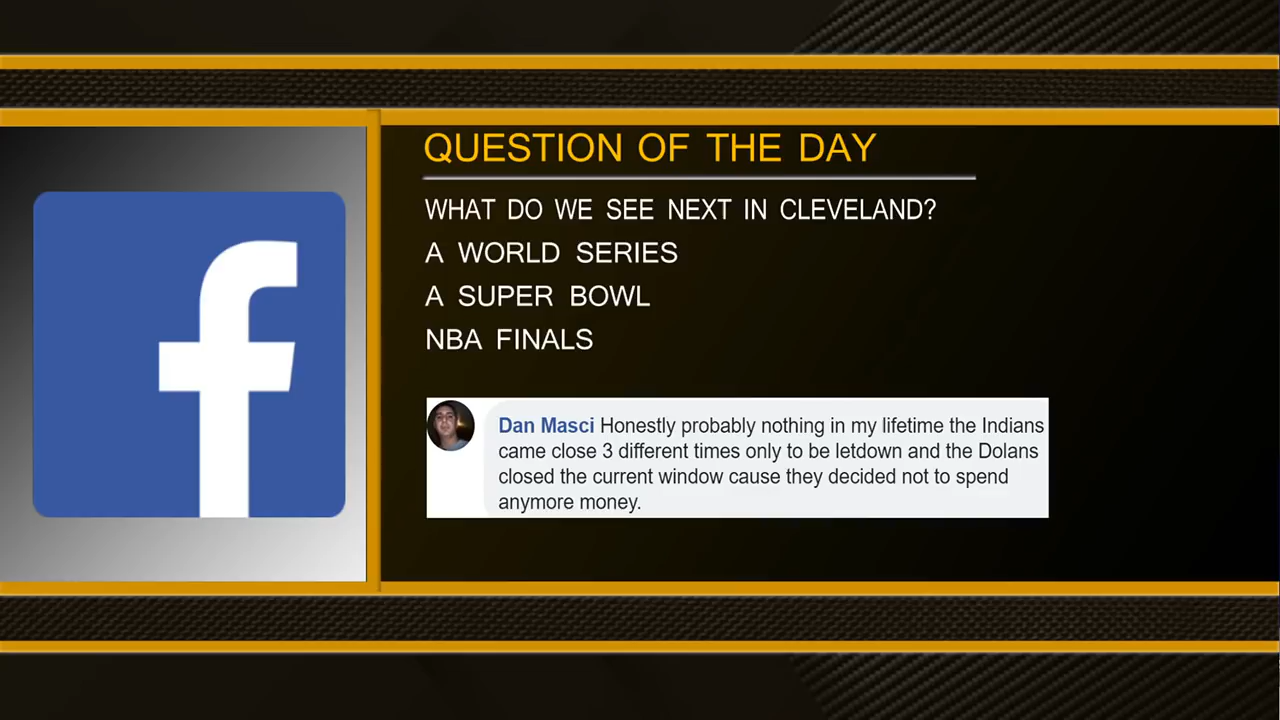 QUESTION OF THE DAY
WHAT DO WE SEE NEXT IN CLEVELAND?
A WORLD SERIES
A SUPER BOWL
NBA FINALS
Dan Masci Honestly probably nothing in my lifetime the Indians
came close 3 different times only to be letdown and the Dolans
closed the current window cause they decided not to spend
anymore money.